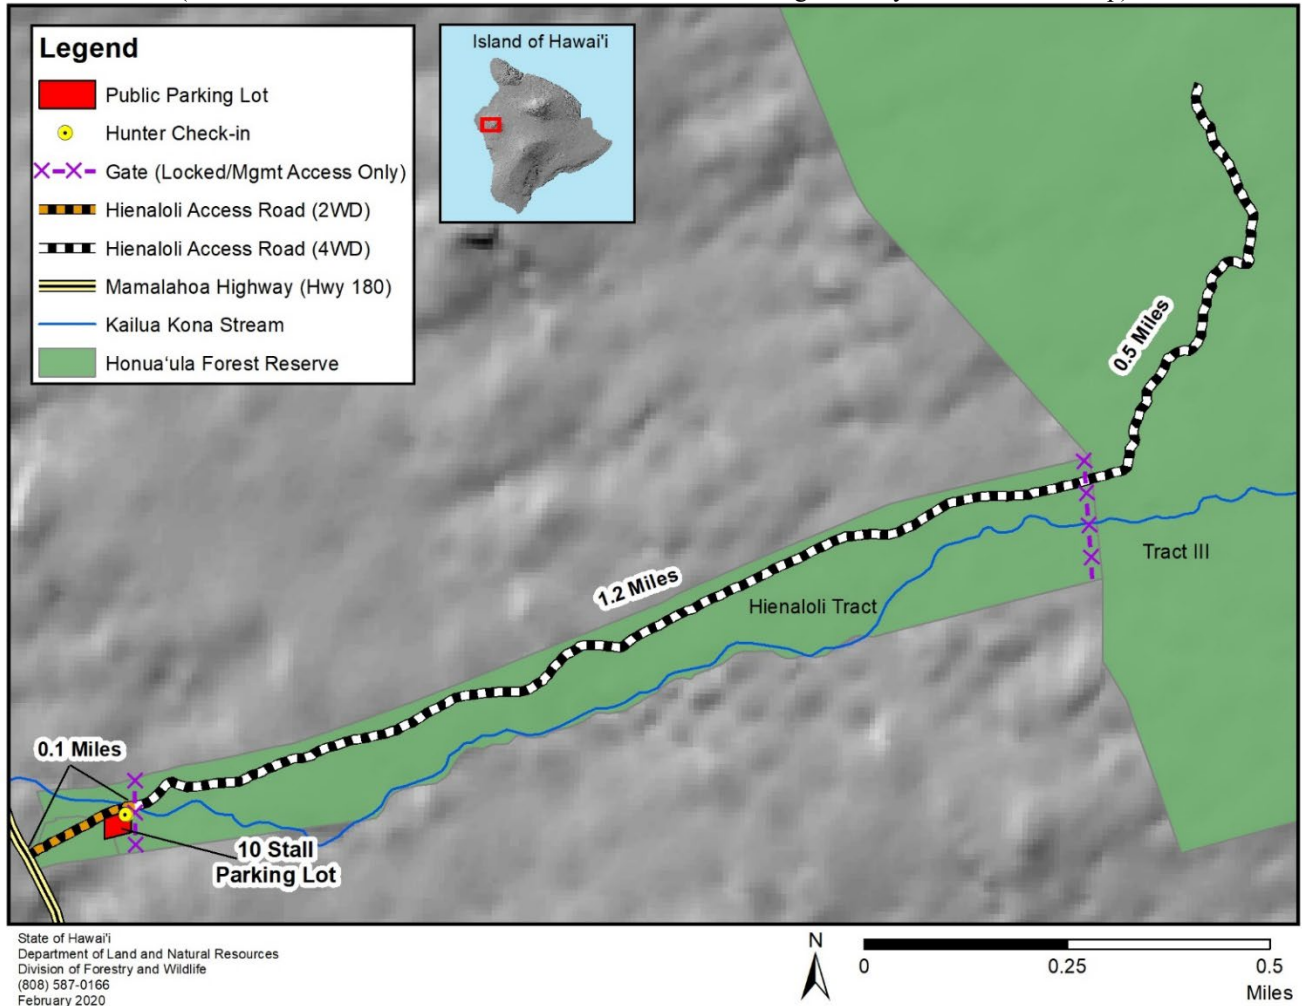 Legend
Public Parking Lot
Hunter Check-in
Gate (Locked/Mgmt Access Only)
Hienaloli Access Road (2WD)
Hienaloli Access Road (4WD)
Mamalahoa Highway (Hwy 180)
Kailua Kona Stream
Honuaʻula Forest Reserve
Island of Hawai'i
0.5 Miles
Tract III
1.2 Miles
Hienaloli Tract
0.1 Miles
10 Stall
Parking Lot
State of Hawai'i
Department of Land and Natural Resources
Division of Forestry and Wildlife
(808) 587-0166
February 2020
N
0 0.25 0.5
Miles